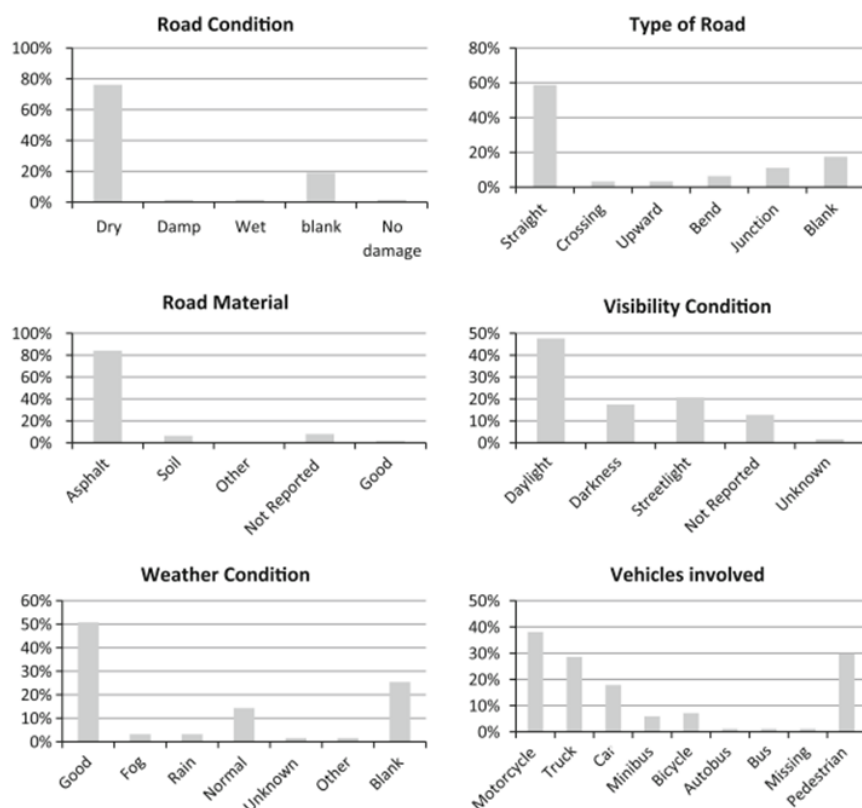 Road Condition
100%
80%
60%
40%
20%
0%
Dry
Damp
Wet
blank
No
damage
Type of Road
80%
60%
40%
20%
0%
Straight
Crossing
Upward
Bend
Junction
Blank
Road Material
100%
80%
60%
40%
20%
0%
Asphalt
Soil
Other
Not Reported
Good
Visibility Condition
50%
40%
30%
20%
10%
0%
Daylight
Darkness
Streetlight
Not Reported
Unknown
Weather Condition
60%
50%
40%
30%
20%
10%
0%
Good
Fog
Rain
Normal
Unknown
Other
Blank
Vehicles involved
50%
40%
30%
20%
10%
0%
Motorcycle
Truck
Car
Minibus
Bicycle
Autobus
Bus
Missing
Pedestrian